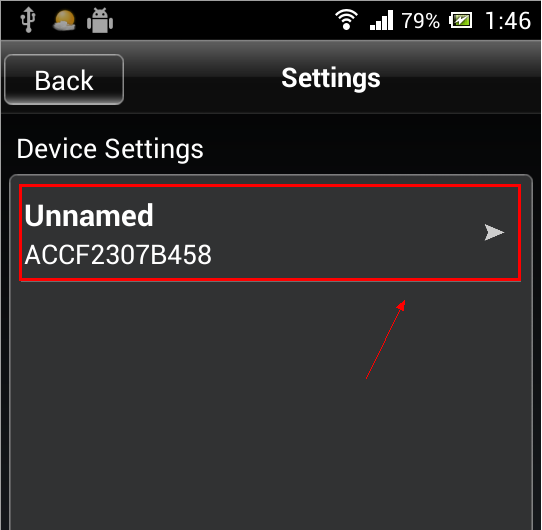 79% 1:46
Back Settings
Device Settings
Unnamed
ACCF2307B458